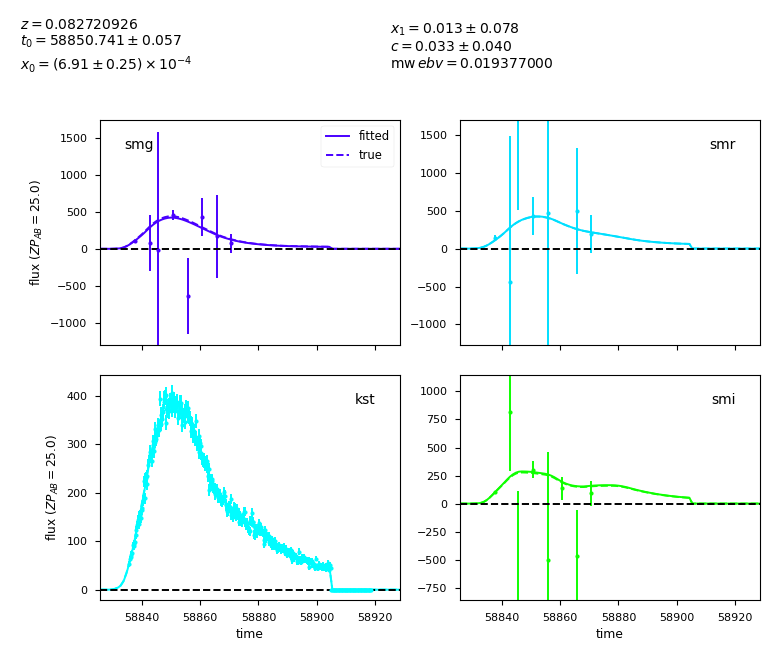 z = 0.082720926
t₀ = 58850.741 ± 0.057
x₀ = (6.91 ± 0.25) × 10⁻⁴
x₁ = 0.013 ± 0.078
c = 0.033 ± 0.040
mw ebv = 0.019377000
smg
fitted
true
1500
1000
500
0
−500
−1000
flux (ZP_AB = 25.0)
smr
1500
1000
500
0
−500
−1000
kst
400
300
200
100
0
flux (ZP_AB = 25.0)
58840
58860
58880
58900
58920
time
smi
1000
750
500
250
0
−250
−500
−750
58840
58860
58880
58900
58920
time